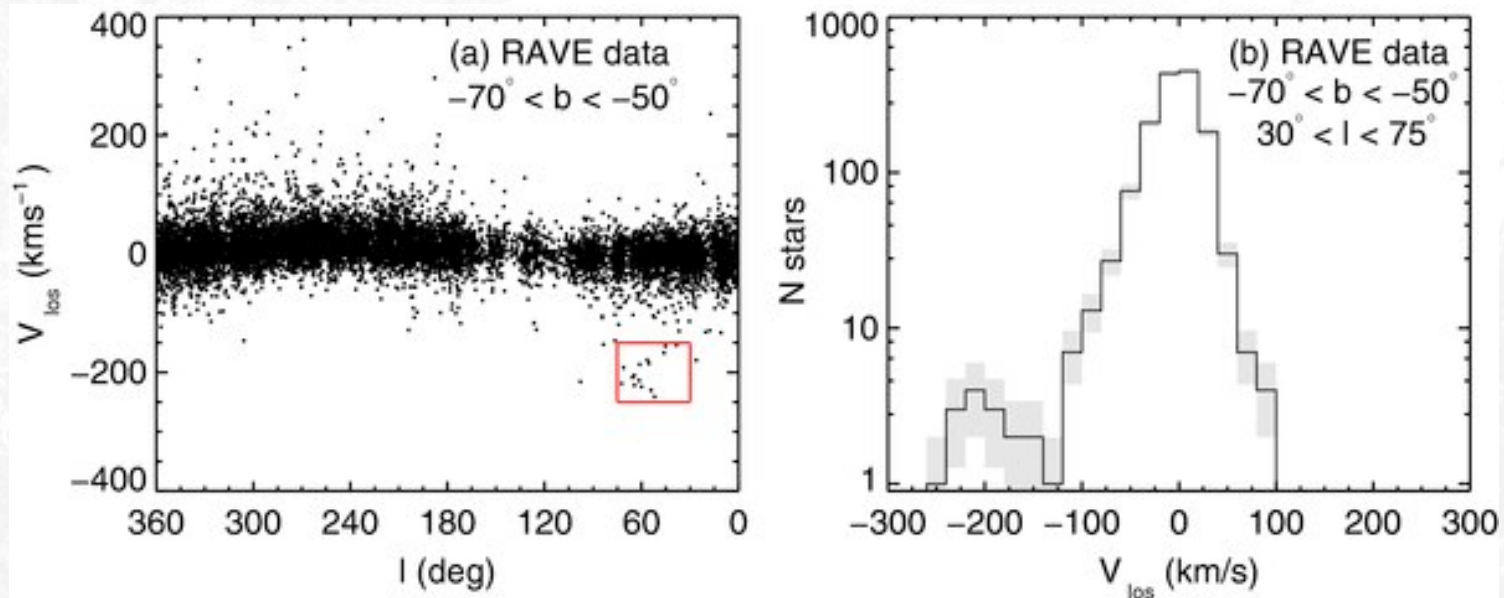 400
200
0
−200
−400
V_los (kms⁻¹)
(a) RAVE data
−70° < b < −50°
360 300 240 180 120 60 0
l (deg)
1000
100
10
1
N stars
(b) RAVE data
−70° < b < −50°
30° < l < 75°
−300 −200 −100 0 100 200 300
V_los (km/s)